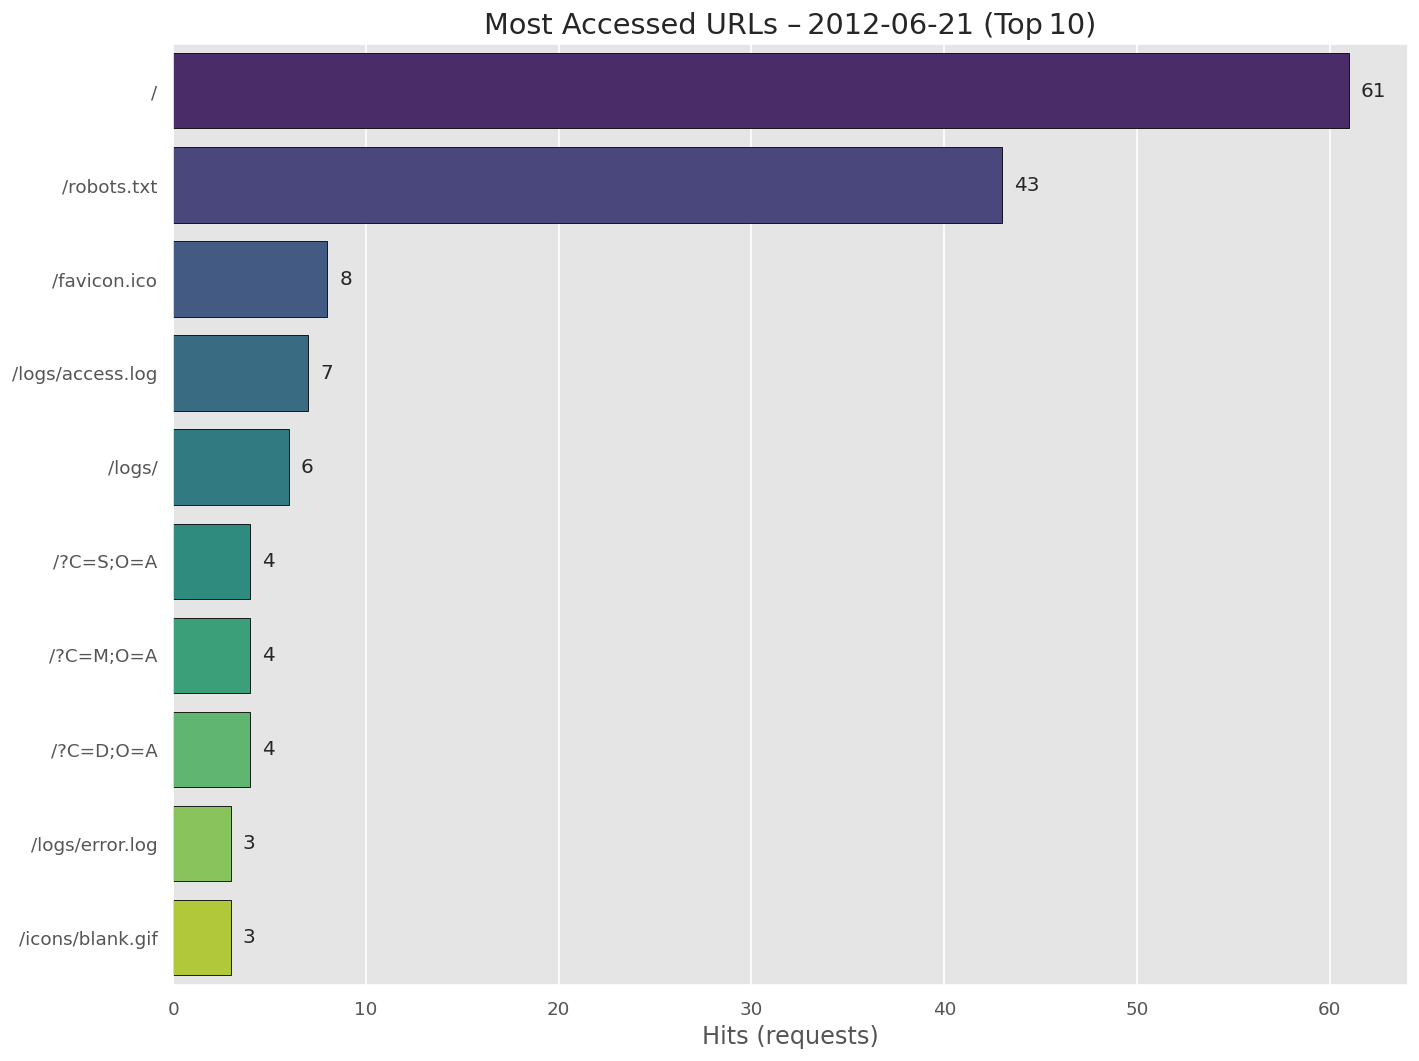 Most Accessed URLs – 2012-06-21 (Top 10)
/ 61
/robots.txt 43
/favicon.ico 8
/logs/access.log 7
/logs/ 6
/?C=S;O=A 4
/?C=M;O=A 4
/?C=D;O=A 4
/logs/error.log 3
/icons/blank.gif 3
0 10 20 30 40 50 60
Hits (requests)